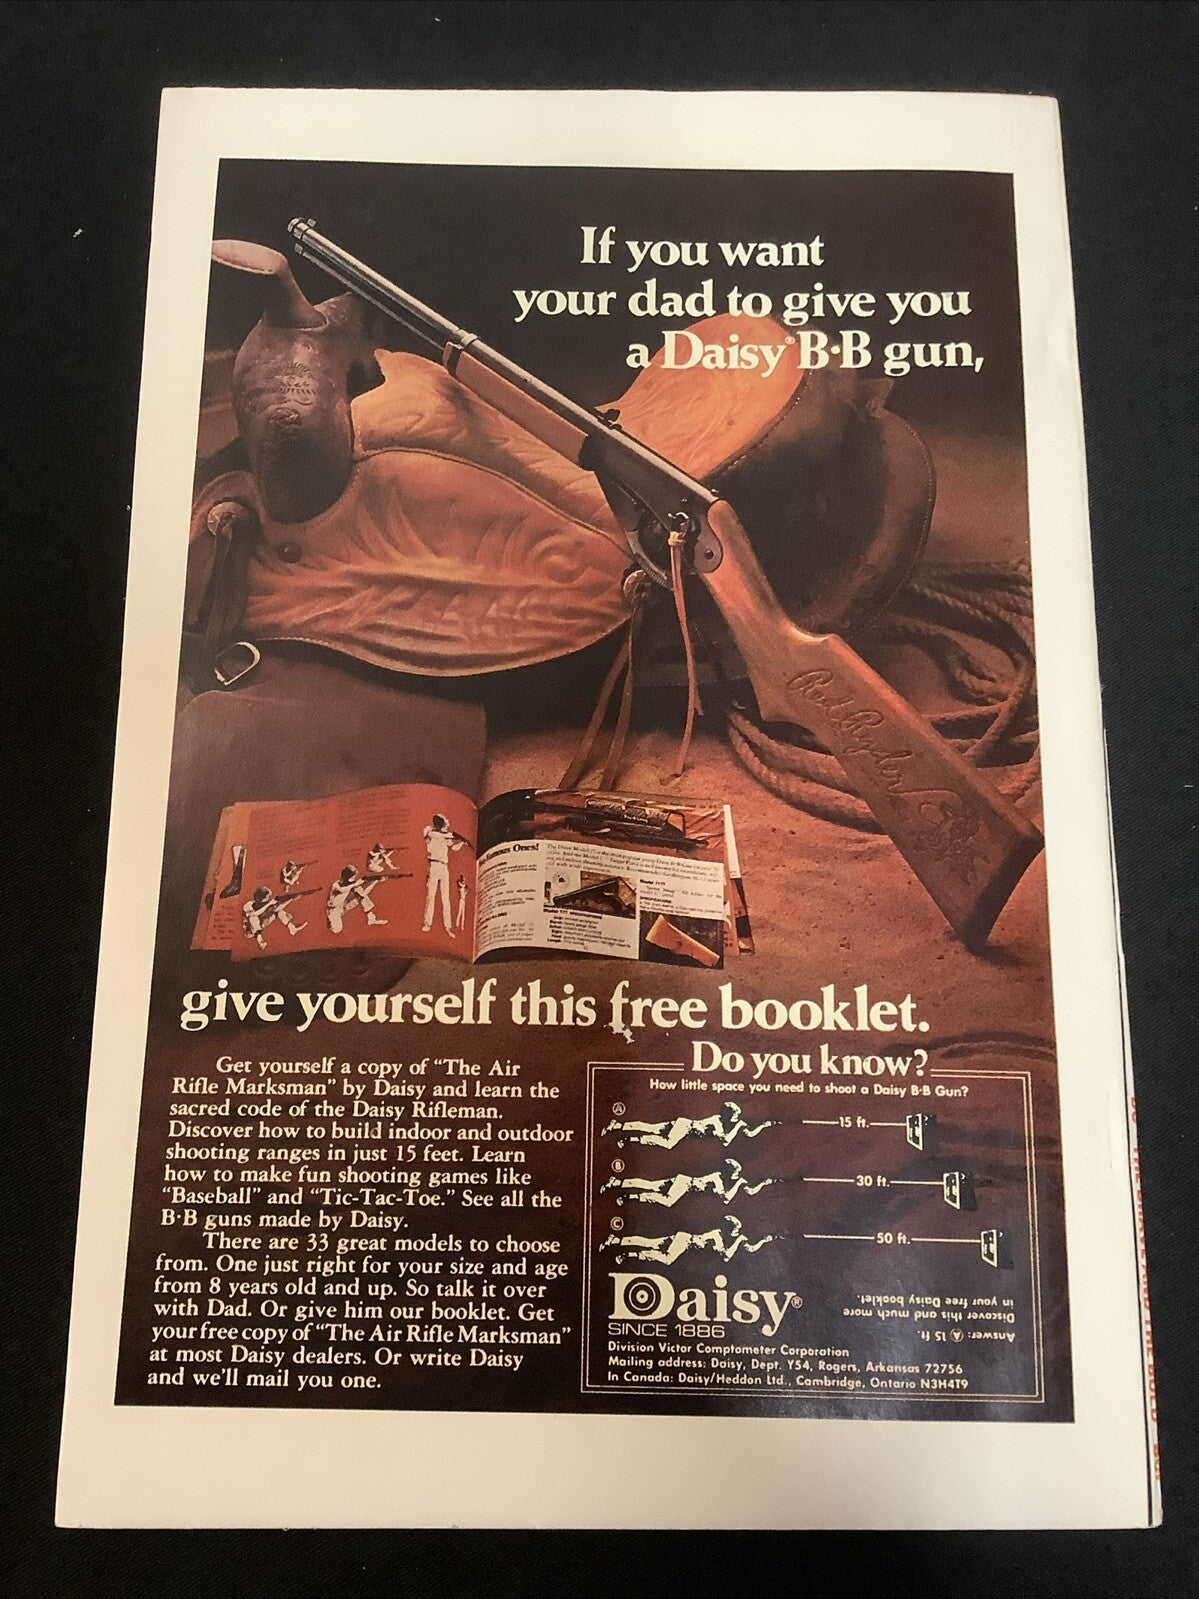 If you want
your dad to give you
a Daisy® B·B gun,
Red Ryder
Famous Ones!
give yourself this free booklet.
Get yourself a copy of “The Air
Rifle Marksman” by Daisy and learn the
sacred code of the Daisy Rifleman.
Discover how to build indoor and outdoor
shooting ranges in just 15 feet. Learn
how to make fun shooting games like
“Baseball” and “Tic-Tac-Toe.” See all the
B·B guns made by Daisy.
There are 33 great models to choose
from. One just right for your size and age
from 8 years old and up. So talk it over
with Dad. Or give him our booklet. Get
your free copy of “The Air Rifle Marksman”
at most Daisy dealers. Or write Daisy
and we’ll mail you one.
Do you know?
How little space you need to shoot a Daisy B·B Gun?
A 15 ft.
B 30 ft.
C 50 ft.
Answer: A 15 ft.
Discover this and much more
in your free Daisy booklet.
Daisy®
SINCE 1886
Division Victor Comptometer Corporation
Mailing address: Daisy, Dept. Y54, Rogers, Arkansas 72756
In Canada: Daisy/Heddon Ltd., Cambridge, Ontario N3H4T9